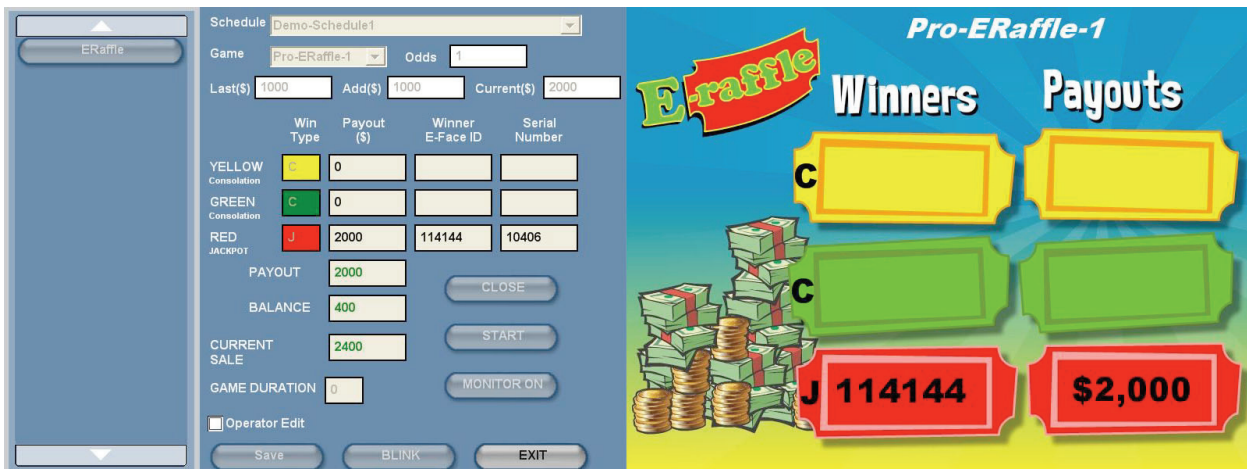 ERaffle
Schedule Demo-Schedule1
Game Pro-ERaffle-1 Odds 1
Last($) 1000 Add($) 1000 Current($) 2000
Win Type Payout ($) Winner E-Face ID Serial Number
YELLOW C 0
Consolation
GREEN C 0
Consolation
RED J 2000 114144 10406
JACKPOT
PAYOUT 2000
CLOSE
BALANCE 400
START
CURRENT SALE 2400
GAME DURATION 0
MONITOR ON
Operator Edit
Save BLINK EXIT
Pro-ERaffle-1
E-raffle
Winners Payouts
C
C
J 114144 $2,000